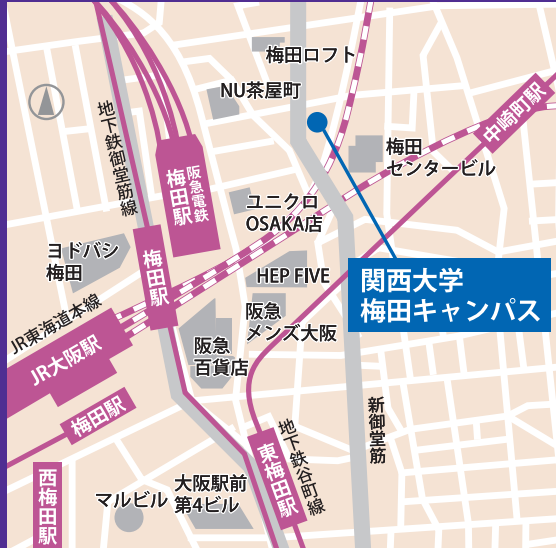 梅田ロフト
NU茶屋町
中崎町駅
地下鉄御堂筋線
梅田
センタービル
阪急電鉄
梅田駅
ユニクロ
OSAKA店
ヨドバシ
梅田
梅田駅
HEP FIVE
関西大学
梅田キャンパス
JR東海道本線
阪急
メンズ大阪
JR大阪駅
阪急
百貨店
梅田駅
新御堂筋
地下鉄谷町線
東梅田駅
西梅田駅
マルビル
大阪駅前
第4ビル